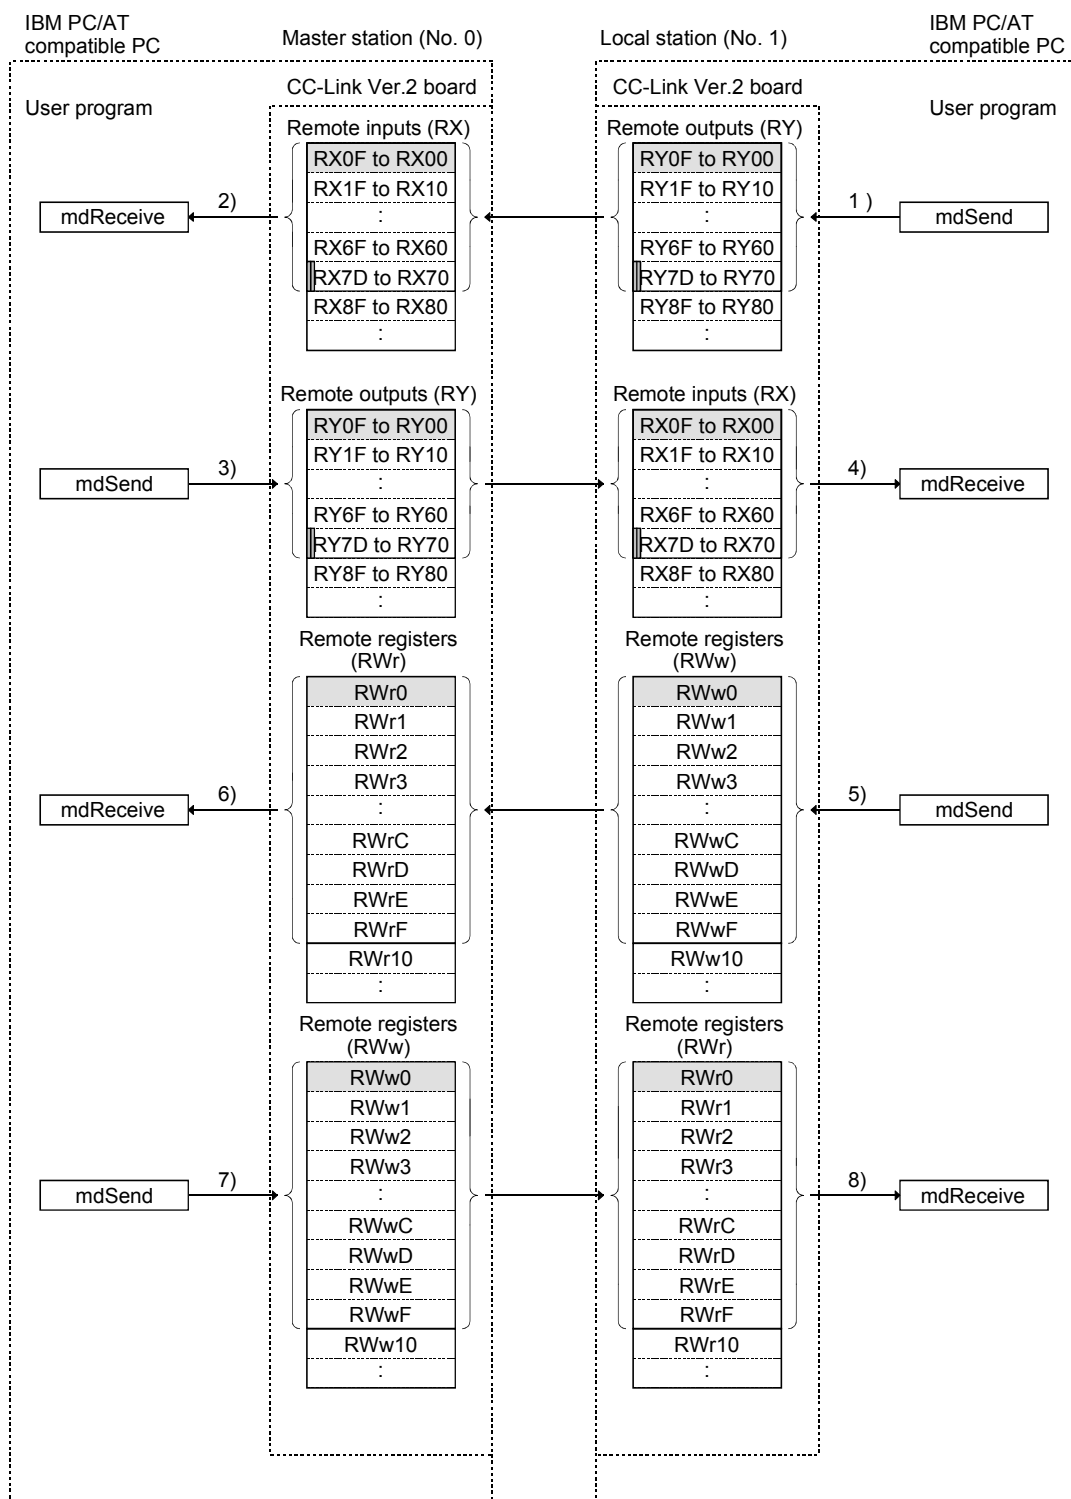 IBM PC/AT
compatible PC
Master station (No. 0)
Local station (No. 1)
IBM PC/AT
compatible PC
User program
CC-Link Ver.2 board
CC-Link Ver.2 board
User program
Remote inputs (RX)
Remote outputs (RY)
RX0F to RX00
RX1F to RX10
:
RX6F to RX60
RX7D to RX70
RX8F to RX80
:
RY0F to RY00
RY1F to RY10
:
RY6F to RY60
RY7D to RY70
RY8F to RY80
:
mdReceive
2)
1 )
mdSend
Remote outputs (RY)
Remote inputs (RX)
RY0F to RY00
RY1F to RY10
:
RY6F to RY60
RY7D to RY70
RY8F to RY80
:
RX0F to RX00
RX1F to RX10
:
RX6F to RX60
RX7D to RX70
RX8F to RX80
:
mdSend
3)
4)
mdReceive
Remote registers
(RWr)
Remote registers
(RWw)
RWr0
RWr1
RWr2
RWr3
:
RWrC
RWrD
RWrE
RWrF
RWr10
:
RWw0
RWw1
RWw2
RWw3
:
RWwC
RWwD
RWwE
RWwF
RWw10
:
mdReceive
6)
5)
mdSend
Remote registers
(RWw)
Remote registers
(RWr)
RWw0
RWw1
RWw2
RWw3
:
RWwC
RWwD
RWwE
RWwF
RWw10
:
RWr0
RWr1
RWr2
RWr3
:
RWrC
RWrD
RWrE
RWrF
RWr10
:
mdSend
7)
8)
mdReceive